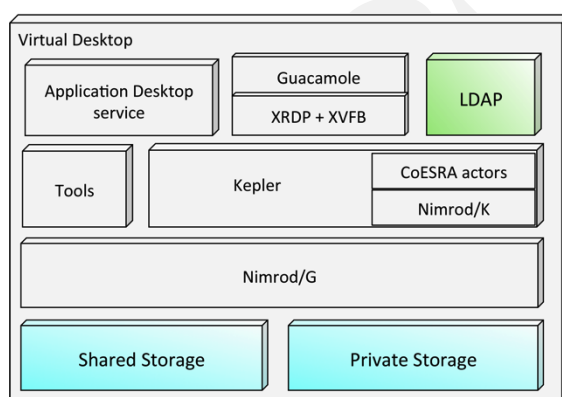 Virtual Desktop
Application Desktop
service
Guacamole
XRDP + XVFB
LDAP
Tools
Kepler
CoESRA actors
Nimrod/K
Nimrod/G
Shared Storage
Private Storage